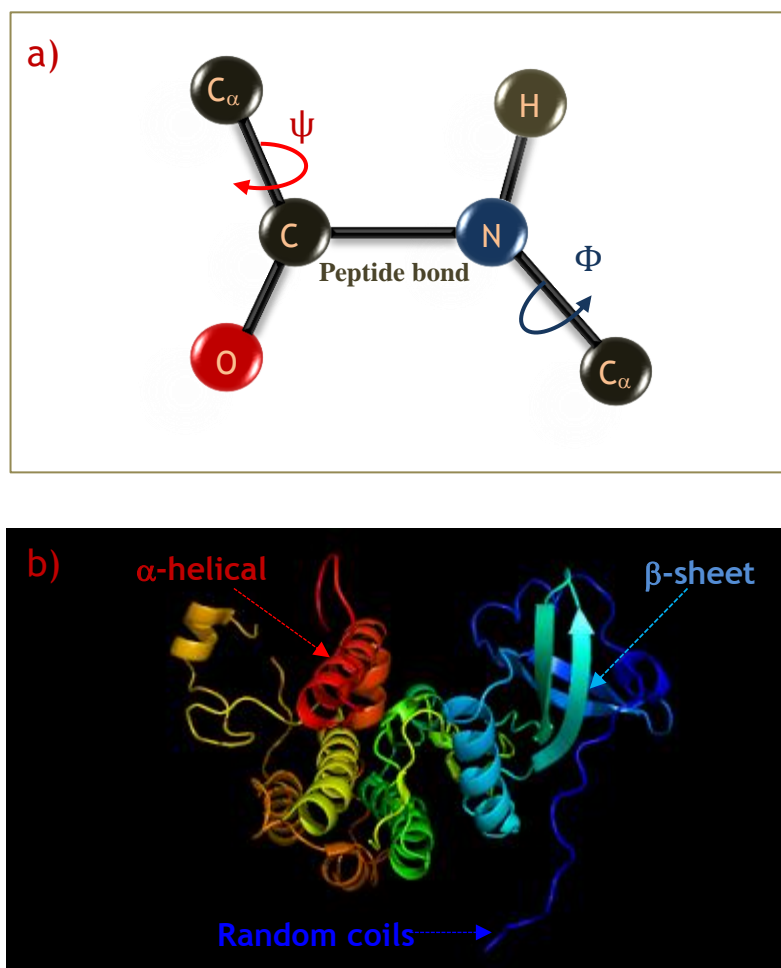 a)
Cα
H
ψ
C
N
Φ
Peptide bond
O
Cα
b)
α-helical
β-sheet
Random coils